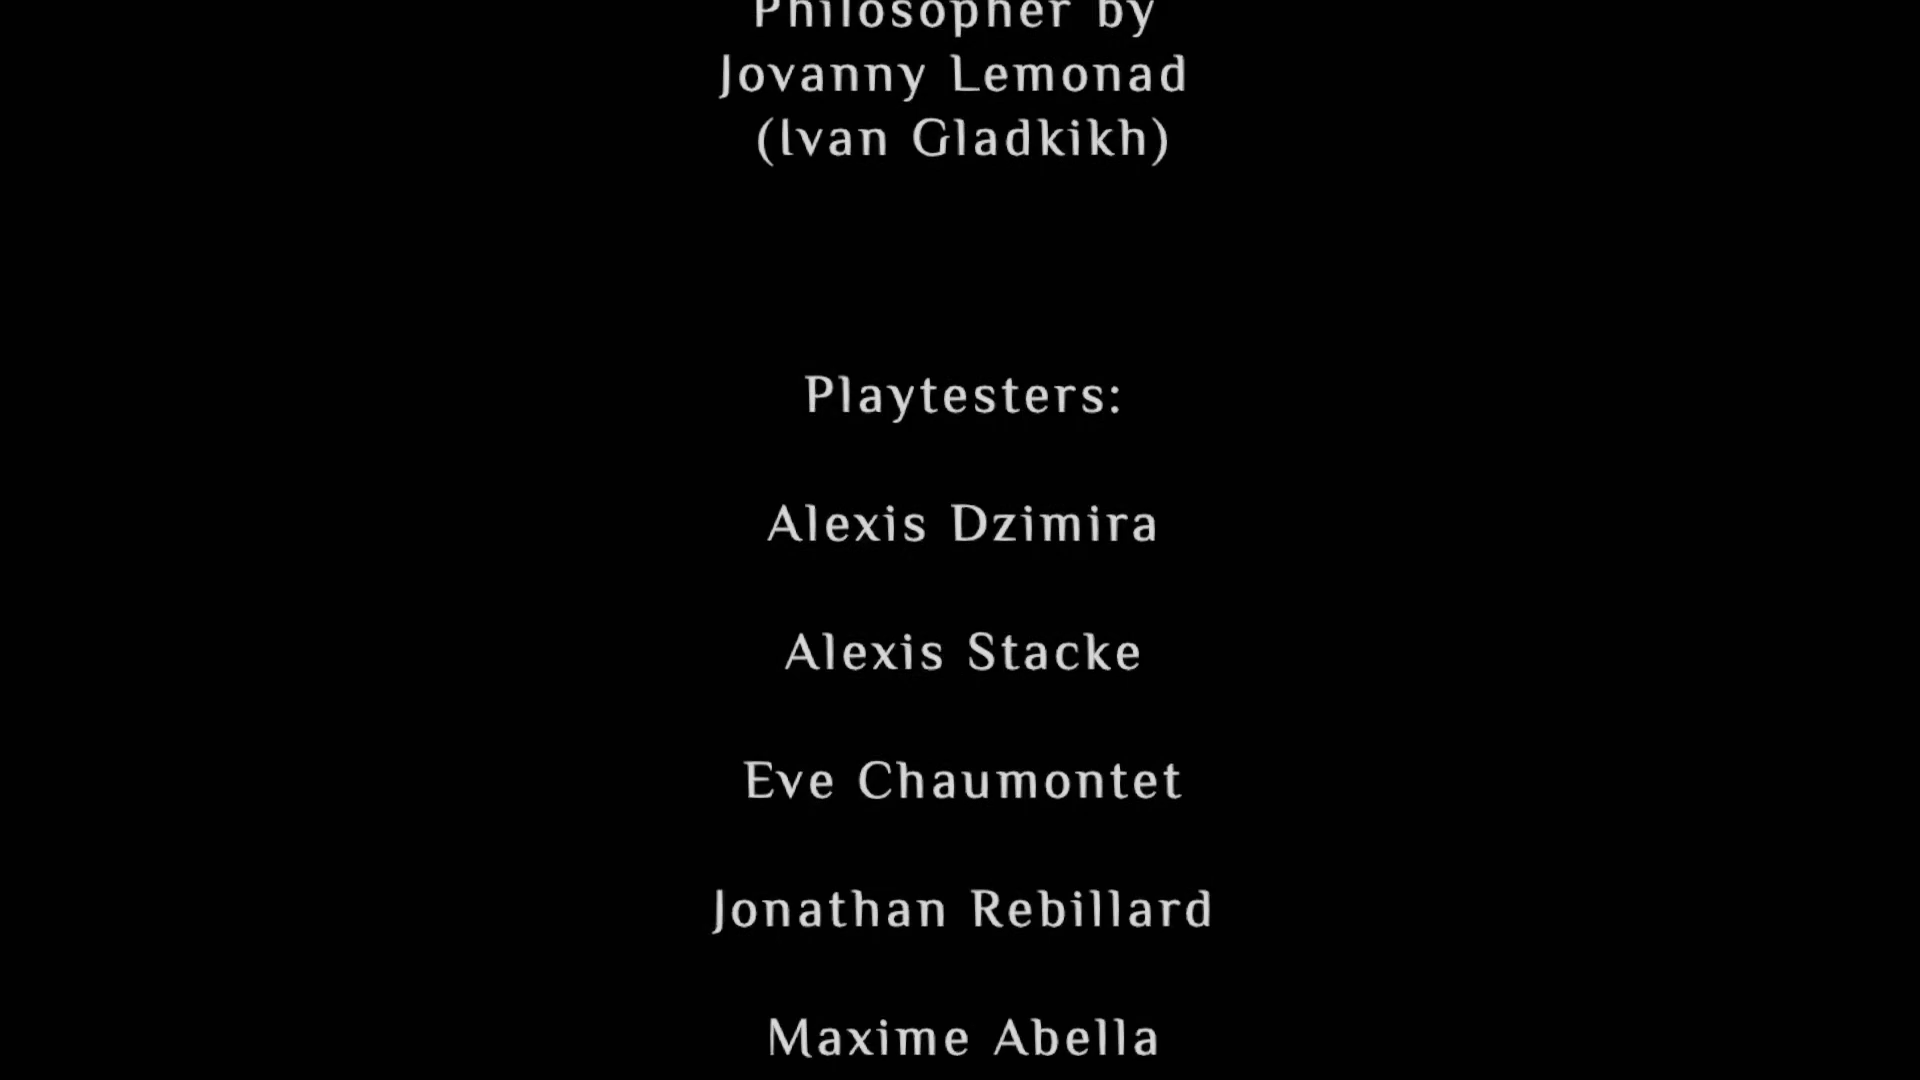 Philosopher by
Jovanny Lemonad
(Ivan Gladkikh)
Playtesters:
Alexis Dzimira
Alexis Stacke
Eve Chaumontet
Jonathan Rebillard
Maxime Abella